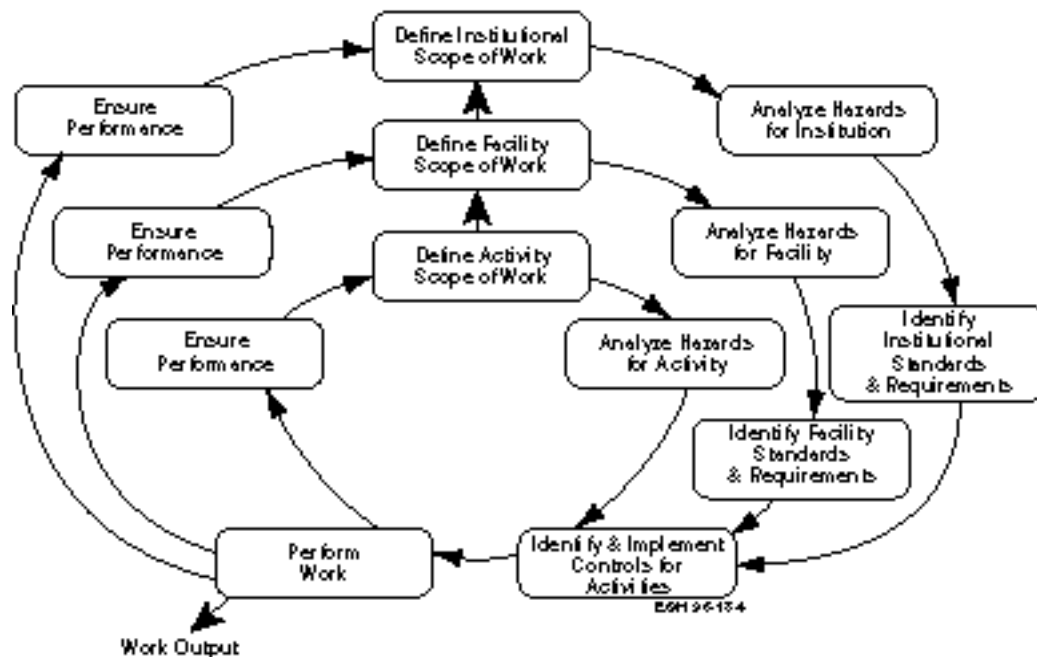 Define Institutional
Scope of Work
Ensure
Performance
Analyze Hazards
for Institution
Define Facility
Scope of Work
Ensure
Performance
Analyze Hazards
for Facility
Define Activity
Scope of Work
Ensure
Performance
Analyze Hazards
for Activity
Identify
Institutional
Standards
& Requirements
Identify Facility
Standards
& Requirements
Perform
Work
Identify & Implement
Controls for
Activities
Work Output